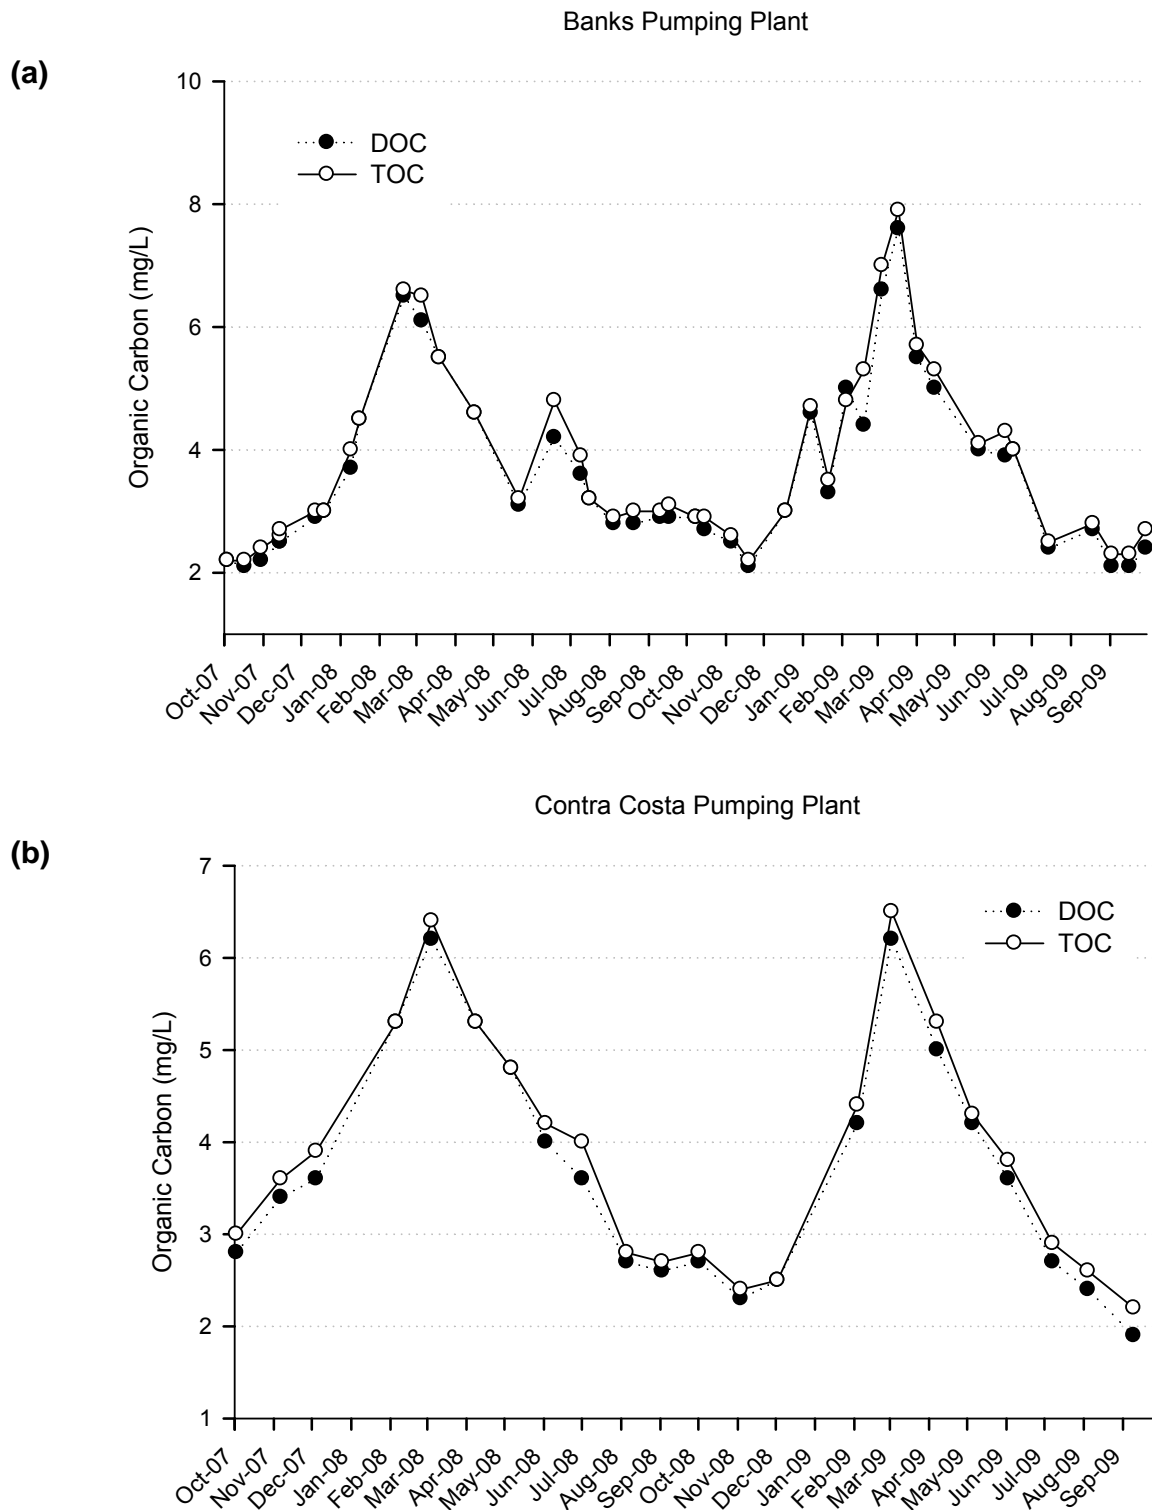 Banks Pumping Plant
(a)
10
8
6
4
2
Organic Carbon (mg/L)
DOC
TOC
Oct-07
Nov-07
Dec-07
Jan-08
Feb-08
Mar-08
Apr-08
May-08
Jun-08
Jul-08
Aug-08
Sep-08
Oct-08
Nov-08
Dec-08
Jan-09
Feb-09
Mar-09
Apr-09
May-09
Jun-09
Jul-09
Aug-09
Sep-09
Contra Costa Pumping Plant
(b)
7
6
5
4
3
2
1
Organic Carbon (mg/L)
DOC
TOC
Oct-07
Nov-07
Dec-07
Jan-08
Feb-08
Mar-08
Apr-08
May-08
Jun-08
Jul-08
Aug-08
Sep-08
Oct-08
Nov-08
Dec-08
Jan-09
Feb-09
Mar-09
Apr-09
May-09
Jun-09
Jul-09
Aug-09
Sep-09